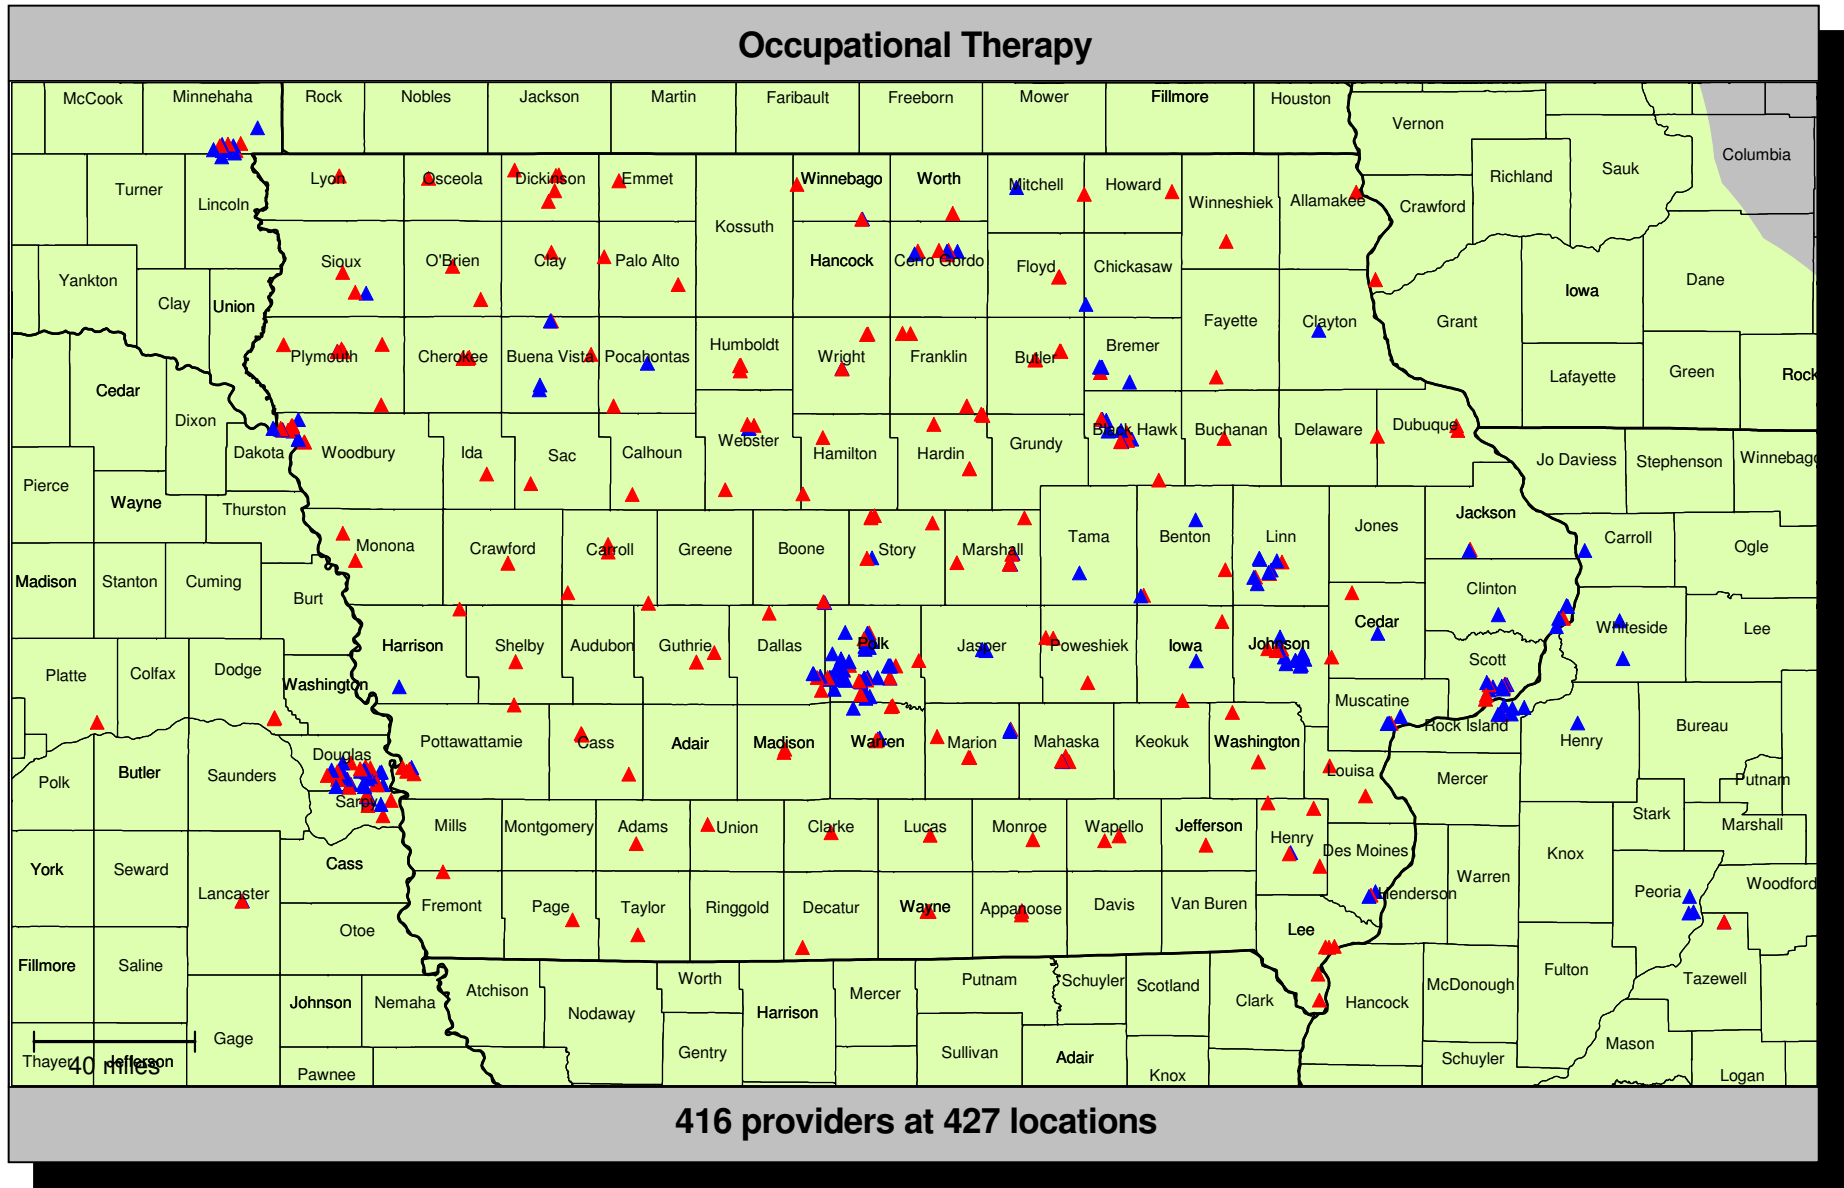 Occupational Therapy
McCook Minnehaha Rock Nobles Jackson Martin Faribault Freeborn Mower Fillmore Houston
Vernon
Columbia
Sauk
Richland
Turner Lyon Osceola Dickinson Emmet Winnebago Worth Mitchell Howard
Lincoln Winneshiek Allamakee Crawford
Kossuth
Sioux O'Brien Clay Palo Alto Hancock Cerro Gordo Floyd Chickasaw
Yankton Dane
Clay Union Iowa
Fayette Clayton Grant
Plymouth Cherokee Buena Vista Pocahontas Humboldt Wright Franklin Butler Bremer
Lafayette Green Rock
Cedar
Dixon Webster Grundy Black Hawk Buchanan Delaware Dubuque
Dakota Woodbury Ida Sac Calhoun Hamilton Hardin
Jo Daviess Stephenson Winnebago
Pierce
Wayne Thurston Jackson
Monona Crawford Carroll Greene Boone Story Marshall Tama Benton Linn Jones
Carroll Ogle
Madison Stanton Cuming
Burt Clinton
Cedar Whiteside Lee
Harrison Shelby Audubon Guthrie Dallas Polk Jasper Poweshiek Iowa Johnson
Platte Colfax Dodge Scott
Washington Muscatine
Rock Island Henry Bureau
Pottawattamie Cass Adair Madison Warren Marion Mahaska Keokuk Washington
Douglas
Polk Butler Saunders Louisa Mercer Putnam
Sarpy
Mills Montgomery Adams Union Clarke Lucas Monroe Wapello Jefferson Henry
Stark Marshall
Des Moines Knox
York Seward Cass
Lancaster Warren Henderson Peoria Woodford
Fremont Page Taylor Ringgold Decatur Wayne Appanoose Davis Van Buren
Otoe Lee
Fillmore Saline
Atchison Worth Putnam Schuyler Scotland Fulton Tazewell
Johnson Nemaha Nodaway Harrison Mercer Clark Hancock McDonough
Gage Mason
Gentry Sullivan Adair Schuyler
Thayer Jefferson
40 miles
Pawnee Knox Logan
416 providers at 427 locations